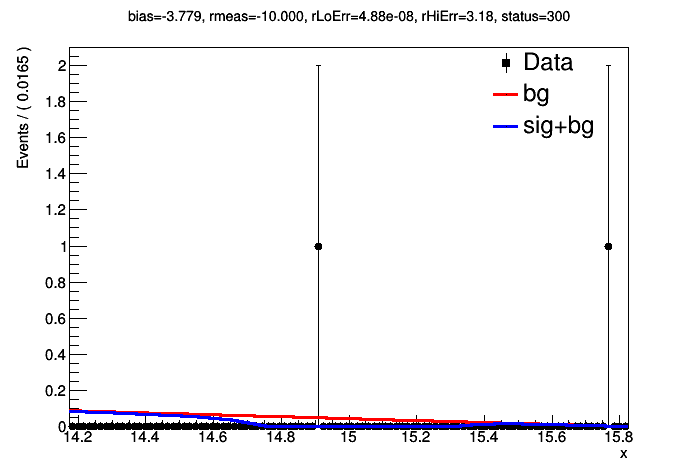 bias=-3.779, rmeas=-10.000, rLoErr=4.88e-08, rHiErr=3.18, status=300
Events / ( 0.0165 )
2
1.8
1.6
1.4
1.2
1
0.8
0.6
0.4
0.2
0
Data
bg
sig+bg
14.2 14.4 14.6 14.8 15 15.2 15.4 15.6 15.8
x